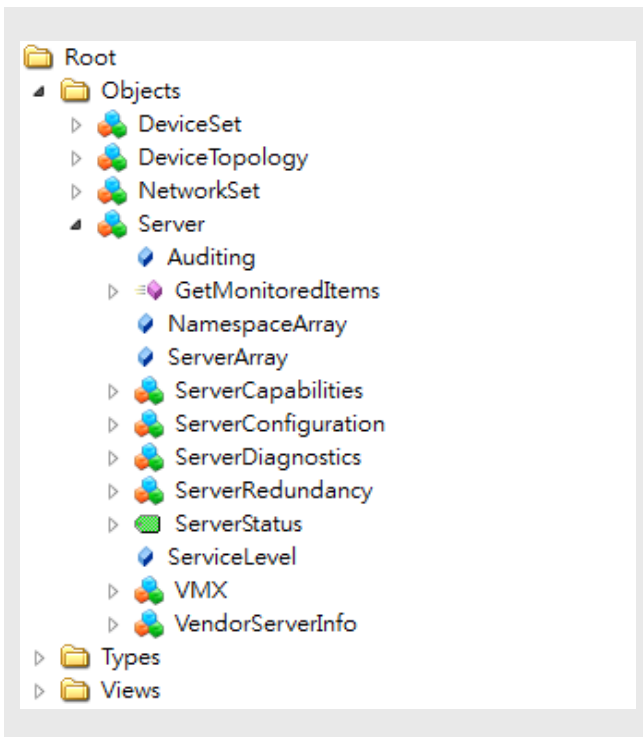 Root
Objects
DeviceSet
DeviceTopology
NetworkSet
Server
Auditing
GetMonitoredItems
NamespaceArray
ServerArray
ServerCapabilities
ServerConfiguration
ServerDiagnostics
ServerRedundancy
ServerStatus
ServiceLevel
VMX
VendorServerInfo
Types
Views